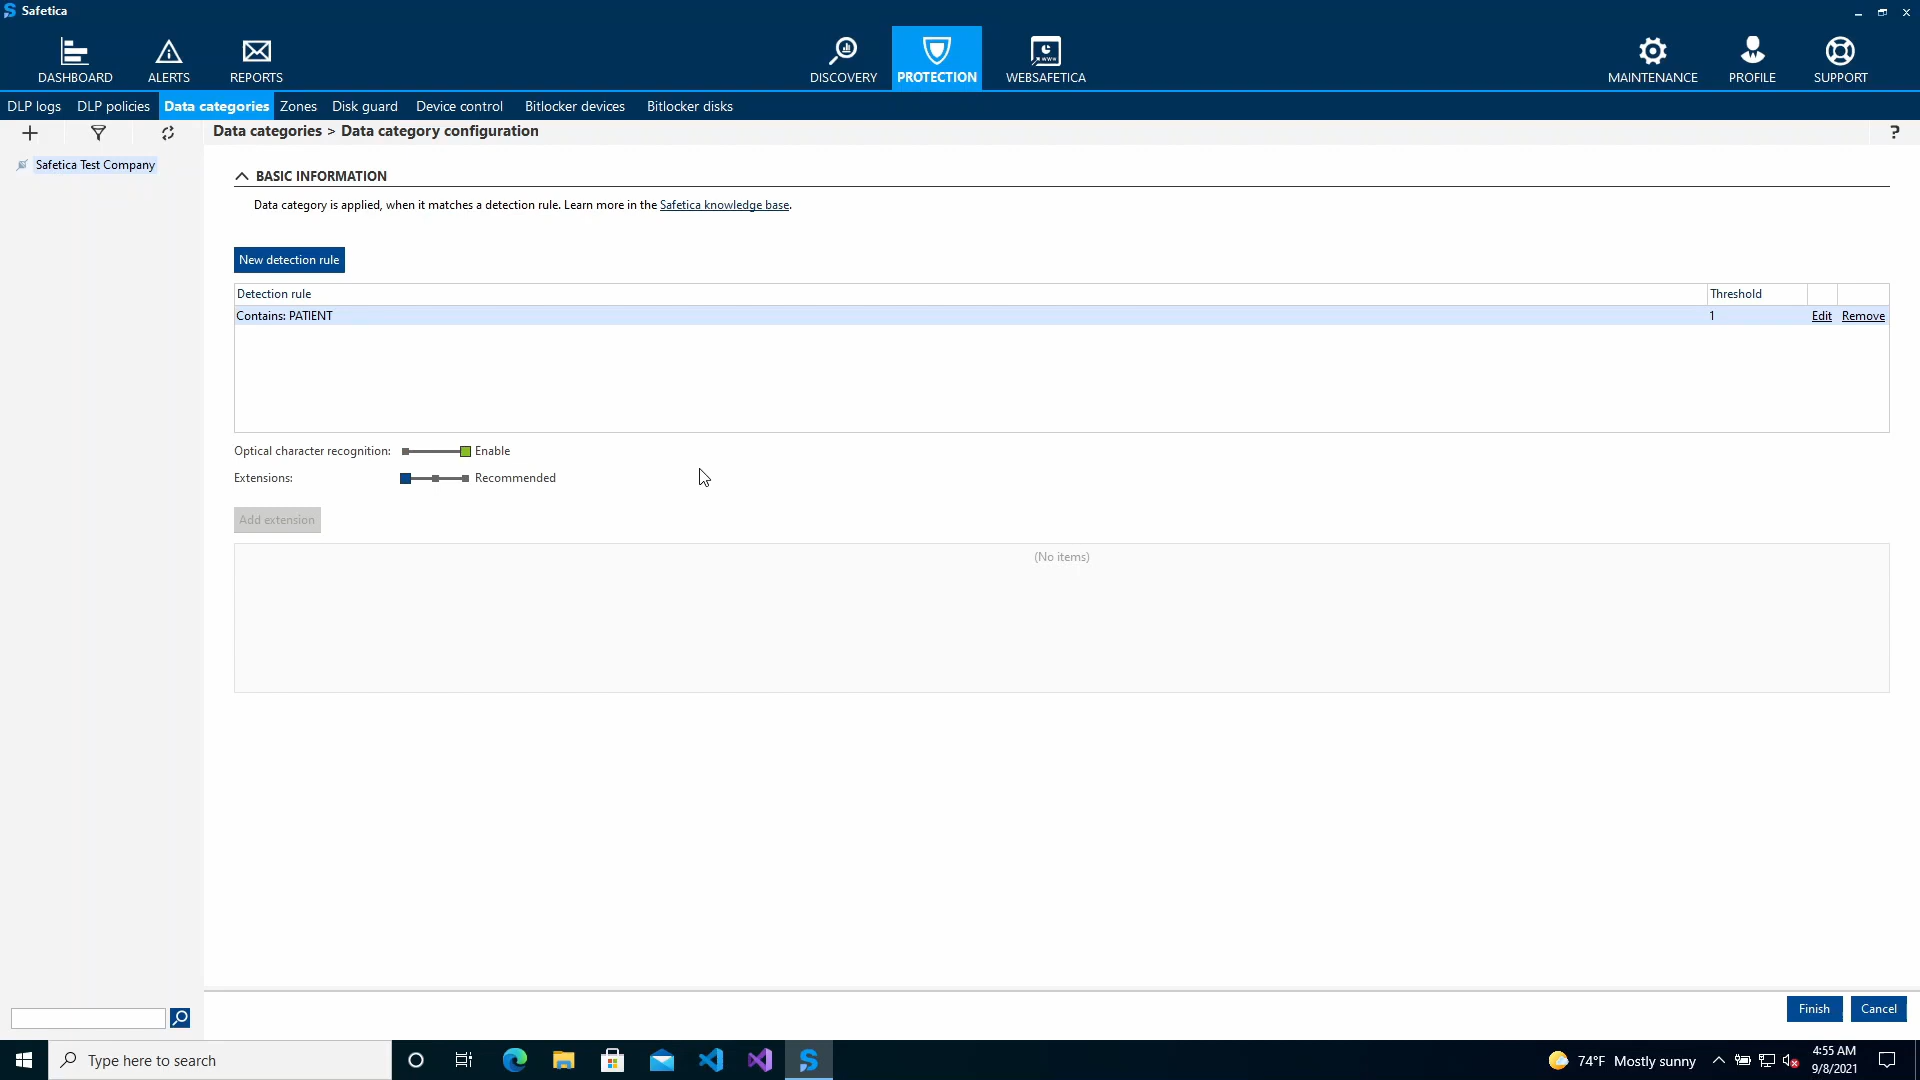 Safetica
DASHBOARD
ALERTS
REPORTS
DISCOVERY
PROTECTION
WEBSAFETICA
MAINTENANCE
PROFILE
SUPPORT
DLP logs
DLP policies
Data categories
Zones
Disk guard
Device control
Bitlocker devices
Bitlocker disks
Data categories > Data category configuration
?
Safetica Test Company
BASIC INFORMATION
Data category is applied, when it matches a detection rule. Learn more in the Safetica knowledge base.
New detection rule
Detection rule Threshold
Contains: PATIENT 1 Edit Remove
Optical character recognition: Enable
Extensions: Recommended
Add extension
(No items)
Finish
Cancel
Type here to search
74°F Mostly sunny
4:55 AM
9/8/2021